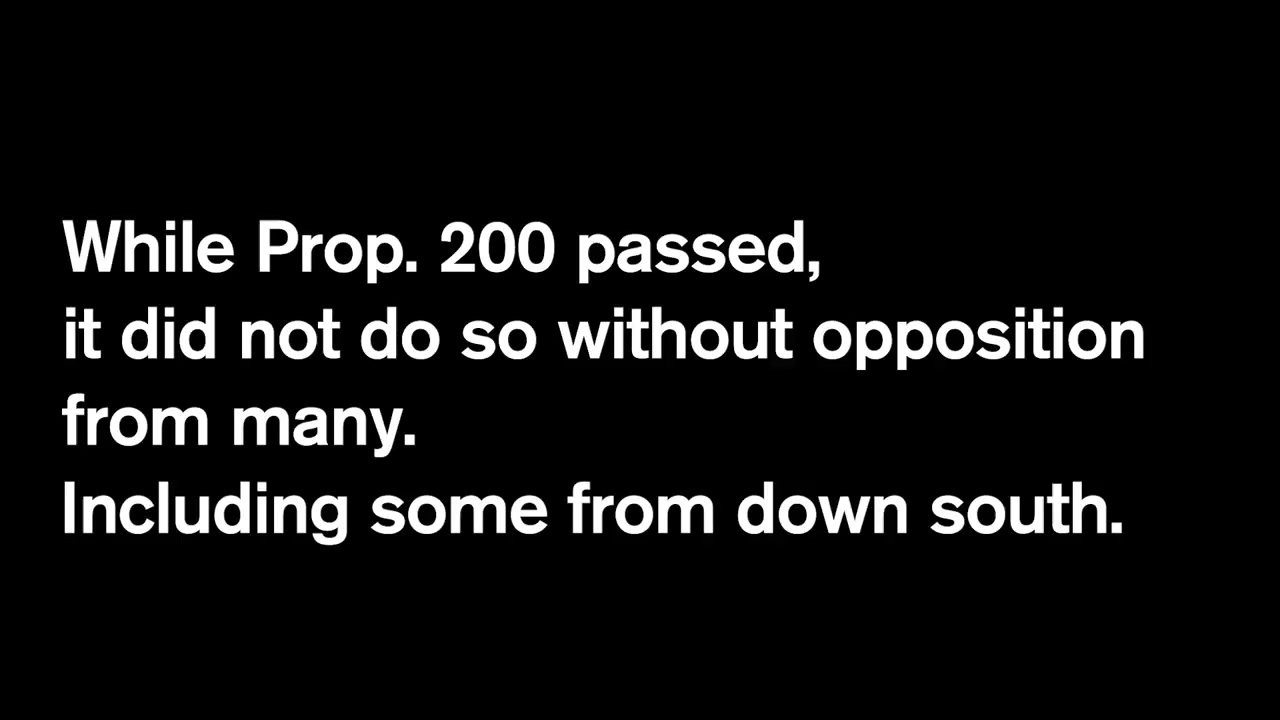 While Prop. 200 passed,
it did not do so without opposition
from many.
Including some from down south.